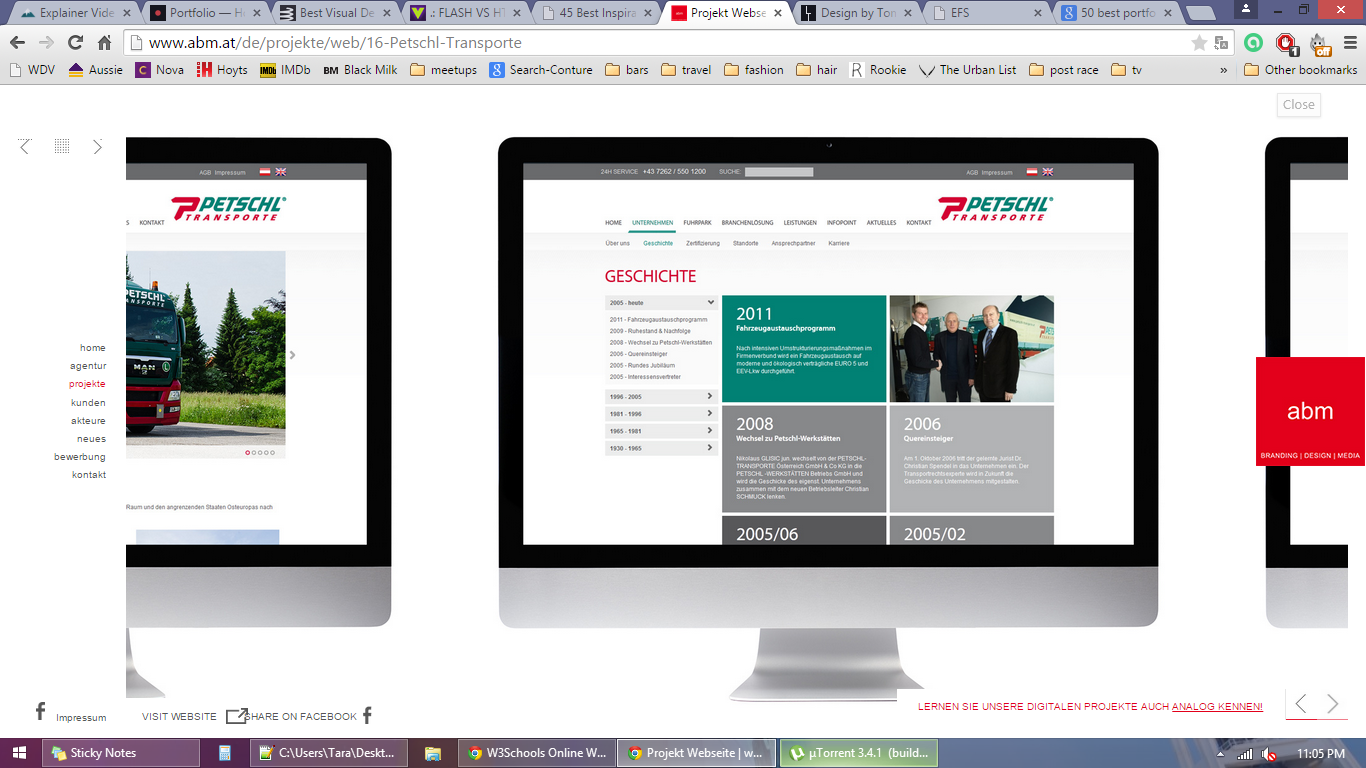 Explainer Vide
Portfolio — H
Best Visual De
.: FLASH VS HT
45 Best Inspira
Projekt Webse
Design by Ton
EFS
50 best portfo
www.abm.at/de/projekte/web/16-Petschl-Transporte
1
off
WDV
Aussie
Nova
Hoyts
IMDb
BM Black Milk
meetups
Search-Conture
bars
travel
fashion
hair
Rookie
The Urban List
post race
tv
»
Other bookmarks
Close
home
agentur
projekte
kunden
akteure
neues
bewerbung
kontakt
Impressum
AGB Impressum
S KONTAKT
PETSCHL
TRANSPORTE
PETSCHL
TRANSPORTE
MAN
Raum und den angrenzenden Staaten Osteuropas nach
24H SERVICE +43 7262 / 550 1200 SUCHE
AGB Impressum
PETSCHL
TRANSPORTE
HOME UNTERNEHMEN FUHRPARK BRANCHENLÖSUNG LEISTUNGEN INFOPOINT AKTUELLES KONTAKT
Über uns Geschichte Zertifizierung Standorte Ansprechpartner Karriere
GESCHICHTE
2005 - heute
2011 - Fahrzeugaustauschprogramm
2009 - Ruhestand & Nachfolge
2008 - Wechsel zu Petschl-Werkstätten
2006 - Quereinsteiger
2005 - Rundes Jubiläum
2005 - Interessensvertreter
1996 - 2005
1981 - 1996
1965 - 1981
1930 - 1965
2011
Fahrzeugaustauschprogramm
Nach intensiven Umstrukturierungsmaßnahmen im
Firmenverbund wird ein Fahrzeugaustausch auf
moderne und ökologisch verträgliche EURO 5 und
EEV-Lkw durchgeführt.
2008
Wechsel zu Petschl-Werkstätten
Nikolaus GLISIC jun. wechselt von der PETSCHL-
TRANSPORTE Österreich GmbH & Co KG in die
PETSCHL-WERKSTÄTTEN Betriebs GmbH und
wird die Geschicke des eigenst. Unternehmens
zusammen mit dem neuen Betriebsleiter Christian
SCHMUCK lenken.
2006
Quereinsteiger
Am 1. Oktober 2006 tritt der gelernte Jurist Dr.
Christian Spendel in das Unternehmen ein. Der
Transportrechtsexperte wird in Zukunft die
Geschicke des Unternehmens mitgestalten.
2005/06
2005/02
abm
BRANDING | DESIGN | MEDIA
VISIT WEBSITE
SHARE ON FACEBOOK
LERNEN SIE UNSERE DIGITALEN PROJEKTE AUCH ANALOG KENNEN!
Sticky Notes
C:\Users\Tara\Deskt...
W3Schools Online W...
Projekt Webseite | w...
µTorrent 3.4.1 (build...
11:05 PM